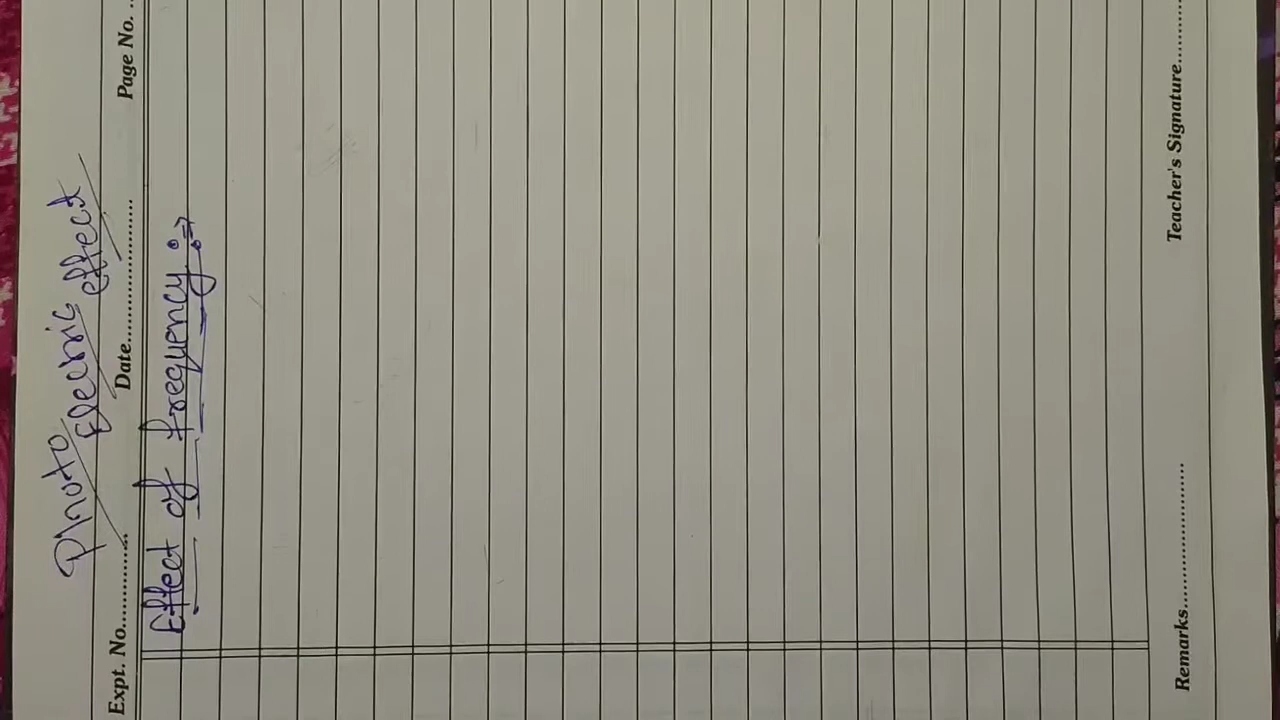 Photo Electric effect
Expt. No.............. Date........................ Page No. ..
Effect of frequency :⇒
Remarks........................ Teacher's Signature...........